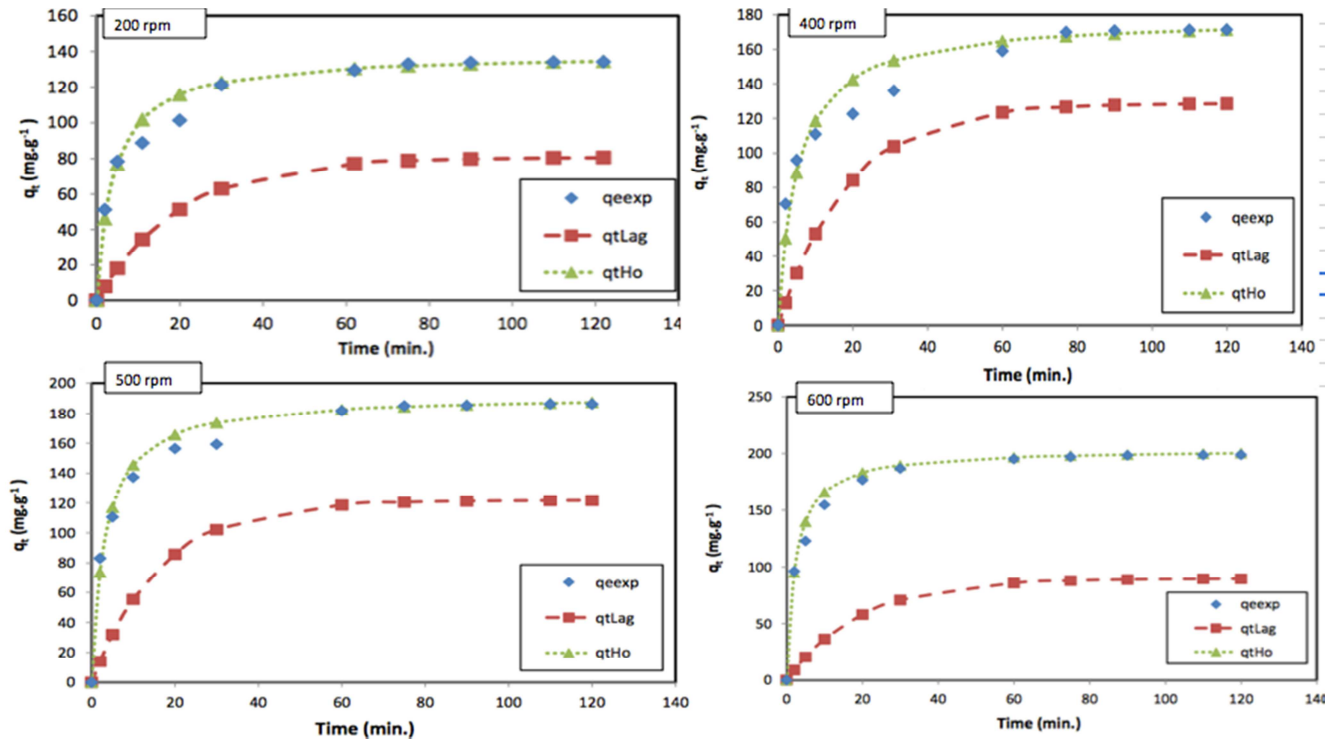 200 rpm
160
140
120
100
80
60
40
20
0
qt (mg.g-1)
0 20 40 60 80 100 120 14
Time (min.)
qeexp
qtLag
qtHo
400 rpm
180
160
140
120
100
80
60
40
20
0
qt (mg.g-1)
0 20 40 60 80 100 120 140
Time (min.)
qeexp
qtLag
qtHo
500 rpm
200
180
160
140
120
100
80
60
40
20
0
qt (mg.g-1)
0 20 40 60 80 100 120 140
Time (min.)
qeexp
qtLag
qtHo
600 rpm
250
200
150
100
50
0
qt (mg.g-1)
0 20 40 60 80 100 120 140
Time (min.)
qeexp
qtLag
qtHo